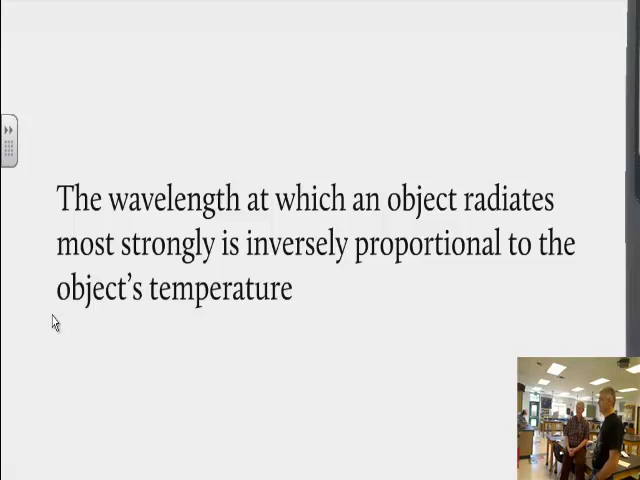 The wavelength at which an object radiates
most strongly is inversely proportional to the
object’s temperature